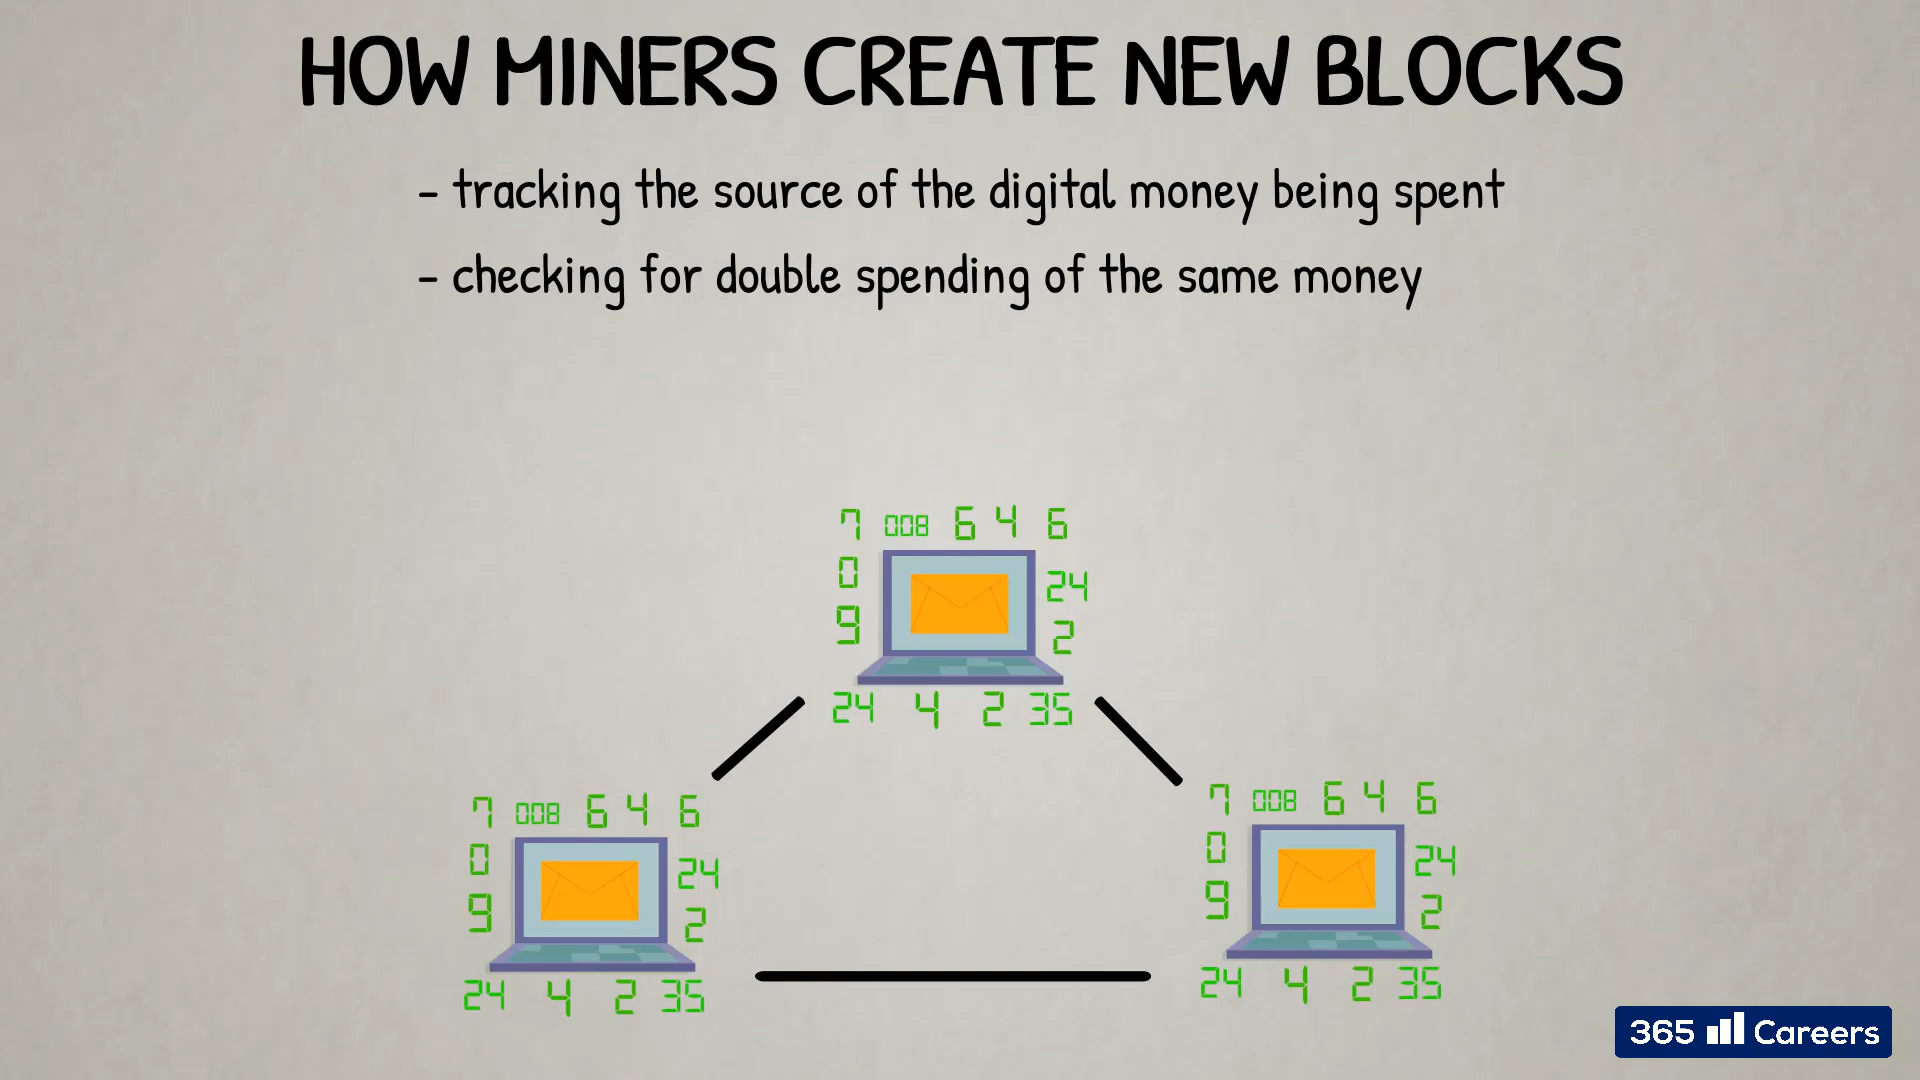 HOW MINERS CREATE NEW BLOCKS
- tracking the source of the digital money being spent
- checking for double spending of the same money
7 008 6 4 6
0 24
9 2
24 4 2 35
7 008 6 4 6
0 24
9 2
24 4 2 35
7 008 6 4 6
0 24
9 2
24 4 2 35
365 Careers